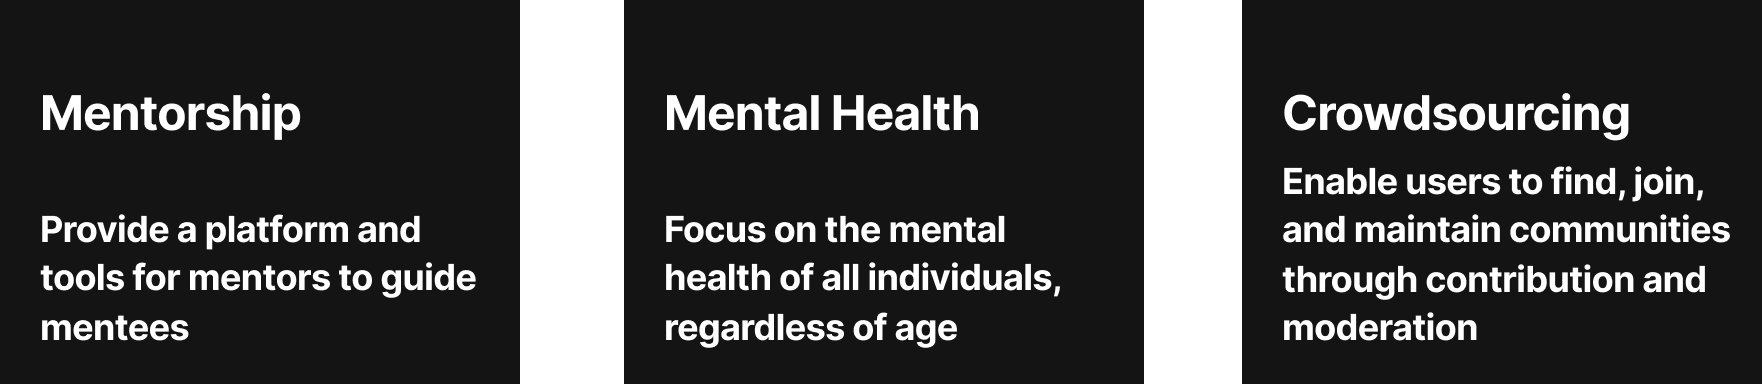 Mentorship
Provide a platform and
tools for mentors to guide
mentees
Mental Health
Focus on the mental
health of all individuals,
regardless of age
Crowdsourcing
Enable users to find, join,
and maintain communities
through contribution and
moderation